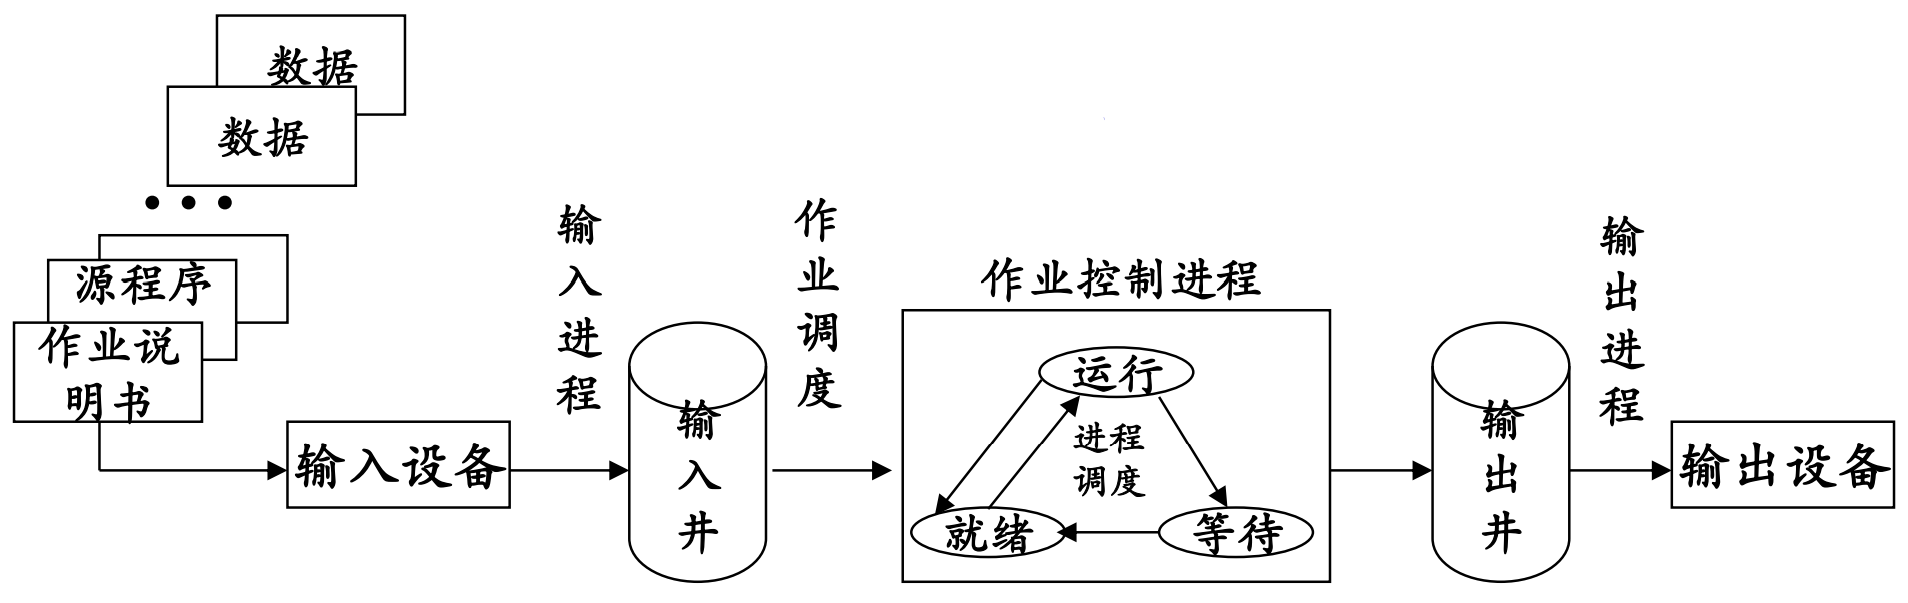 数据
数据
• • •
源程序
作业说
明书
输入设备
输入进程
输入井
作业调度
作业控制进程
运行
进程
调度
就绪
等待
输出井
输出进程
输出设备